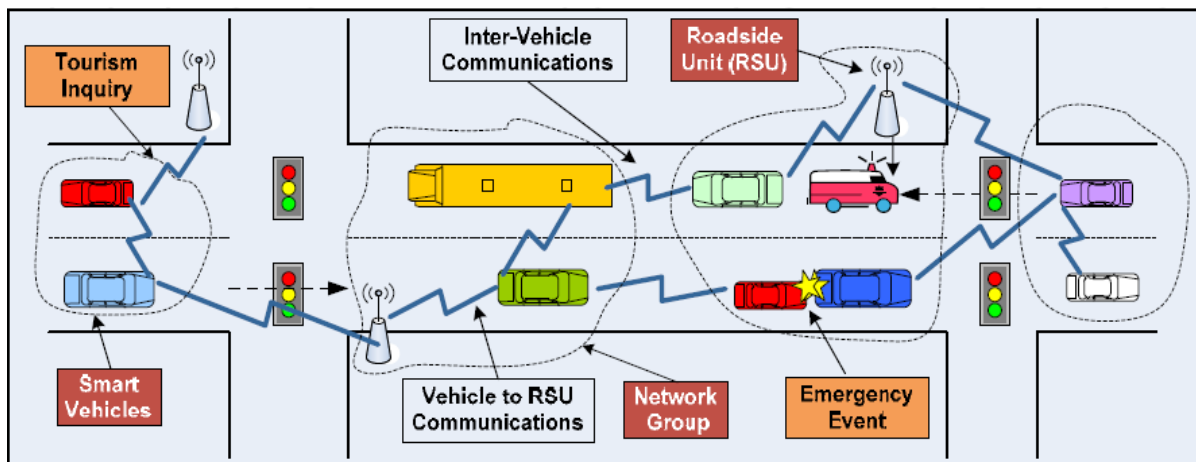 Tourism
Inquiry
Inter-Vehicle
Communications
Roadside
Unit (RSU)
Smart
Vehicles
Vehicle to RSU
Communications
Network
Group
Emergency
Event